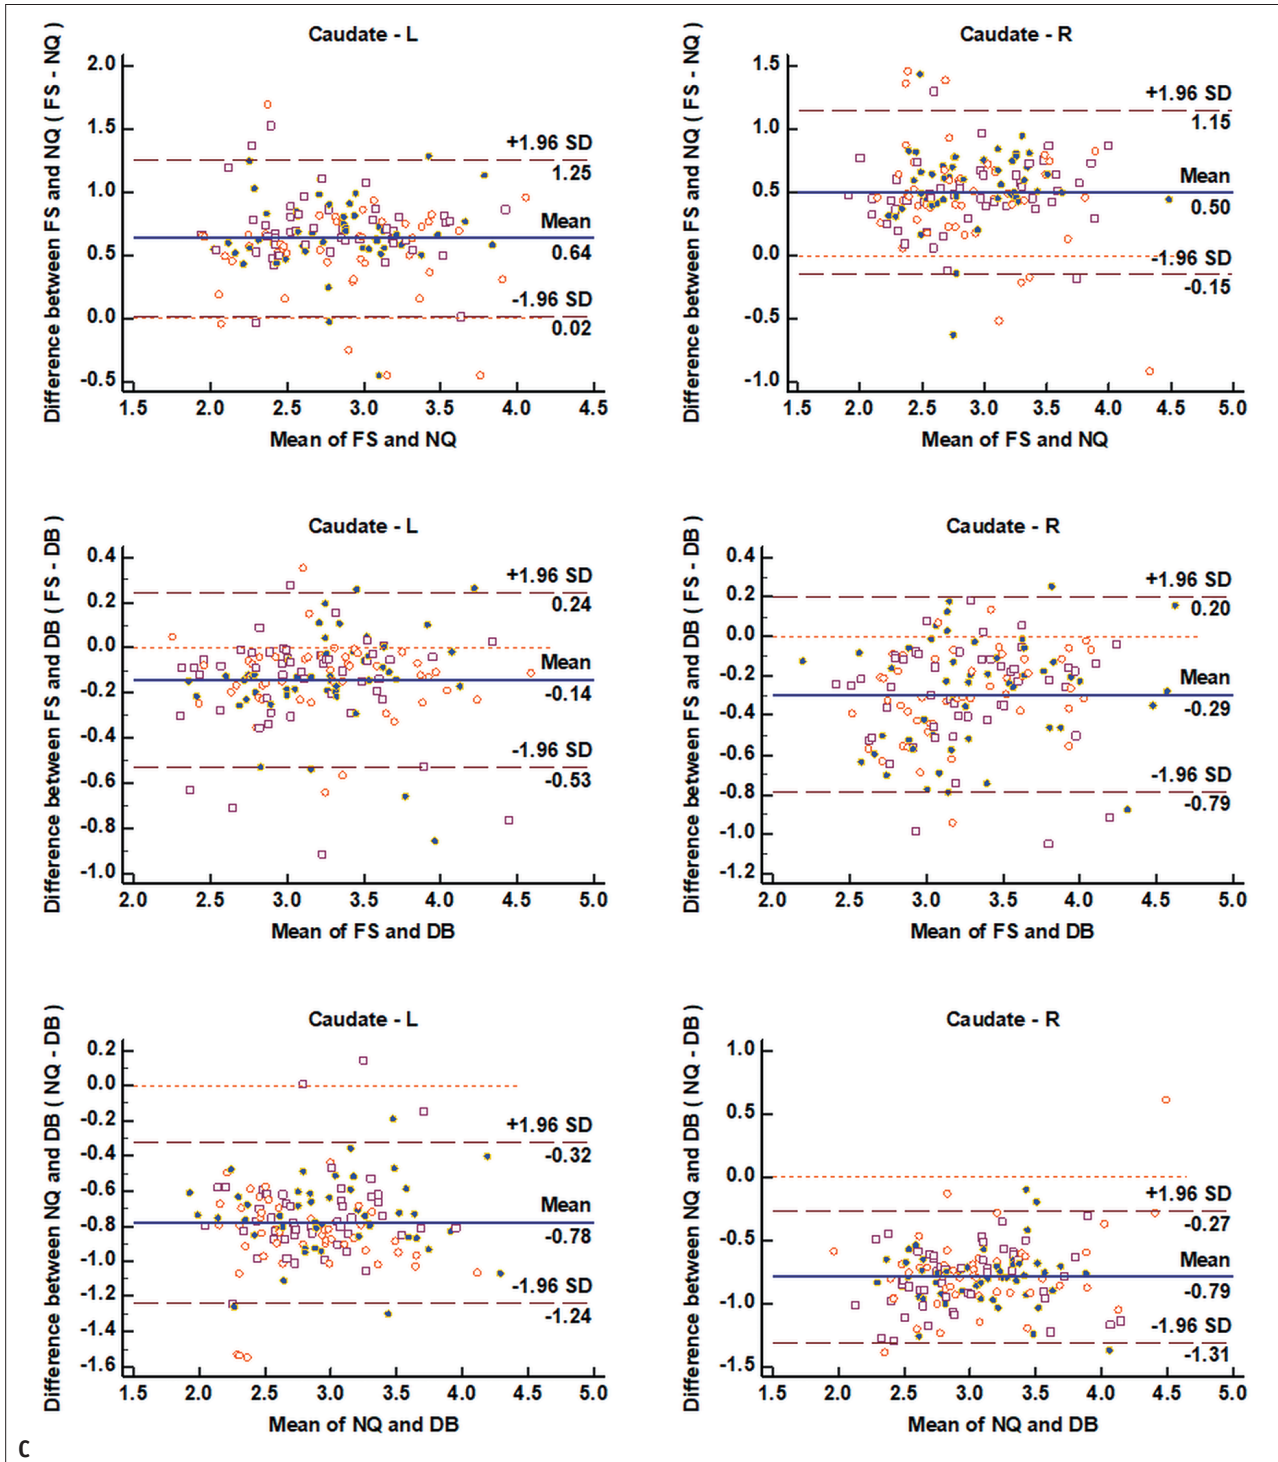 Caudate - L
Difference between FS and NQ ( FS - NQ )
2.0
1.5
1.0
0.5
0.0
-0.5
+1.96 SD
1.25
Mean
0.64
-1.96 SD
0.02
1.5 2.0 2.5 3.0 3.5 4.0 4.5
Mean of FS and NQ
Caudate - R
Difference between FS and NQ ( FS - NQ )
1.5
1.0
0.5
0.0
-0.5
-1.0
+1.96 SD
1.15
Mean
0.50
-1.96 SD
-0.15
1.5 2.0 2.5 3.0 3.5 4.0 4.5 5.0
Mean of FS and NQ
Caudate - L
Difference between FS and DB ( FS - DB )
0.4
0.2
0.0
-0.2
-0.4
-0.6
-0.8
-1.0
+1.96 SD
0.24
Mean
-0.14
-1.96 SD
-0.53
2.0 2.5 3.0 3.5 4.0 4.5 5.0
Mean of FS and DB
Caudate - R
Difference between FS and DB ( FS - DB )
0.4
0.2
0.0
-0.2
-0.4
-0.6
-0.8
-1.0
-1.2
+1.96 SD
0.20
Mean
-0.29
-1.96 SD
-0.79
2.0 2.5 3.0 3.5 4.0 4.5 5.0
Mean of FS and DB
Caudate - L
Difference between NQ and DB ( NQ - DB )
0.2
0.0
-0.2
-0.4
-0.6
-0.8
-1.0
-1.2
-1.4
-1.6
+1.96 SD
-0.32
Mean
-0.78
-1.96 SD
-1.24
1.5 2.0 2.5 3.0 3.5 4.0 4.5 5.0
Mean of NQ and DB
Caudate - R
Difference between NQ and DB ( NQ - DB )
1.0
0.5
0.0
-0.5
-1.0
-1.5
+1.96 SD
-0.27
Mean
-0.79
-1.96 SD
-1.31
1.5 2.0 2.5 3.0 3.5 4.0 4.5 5.0
Mean of NQ and DB
C